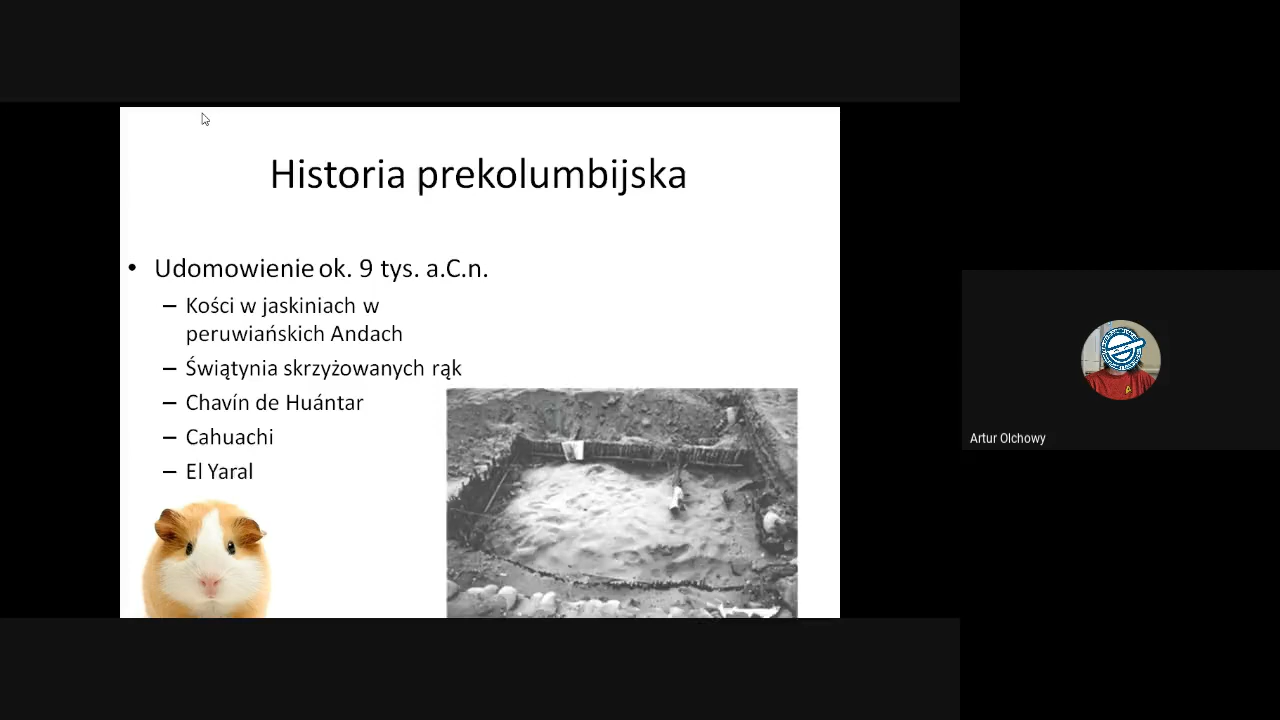 Historia prekolumbijska
• Udomowienie ok. 9 tys. a.C.n.
– Kości w jaskiniach w
peruwiańskich Andach
– Świątynia skrzyżowanych rąk
– Chavín de Huántar
– Cahuachi
– El Yaral
Artur Olchowy